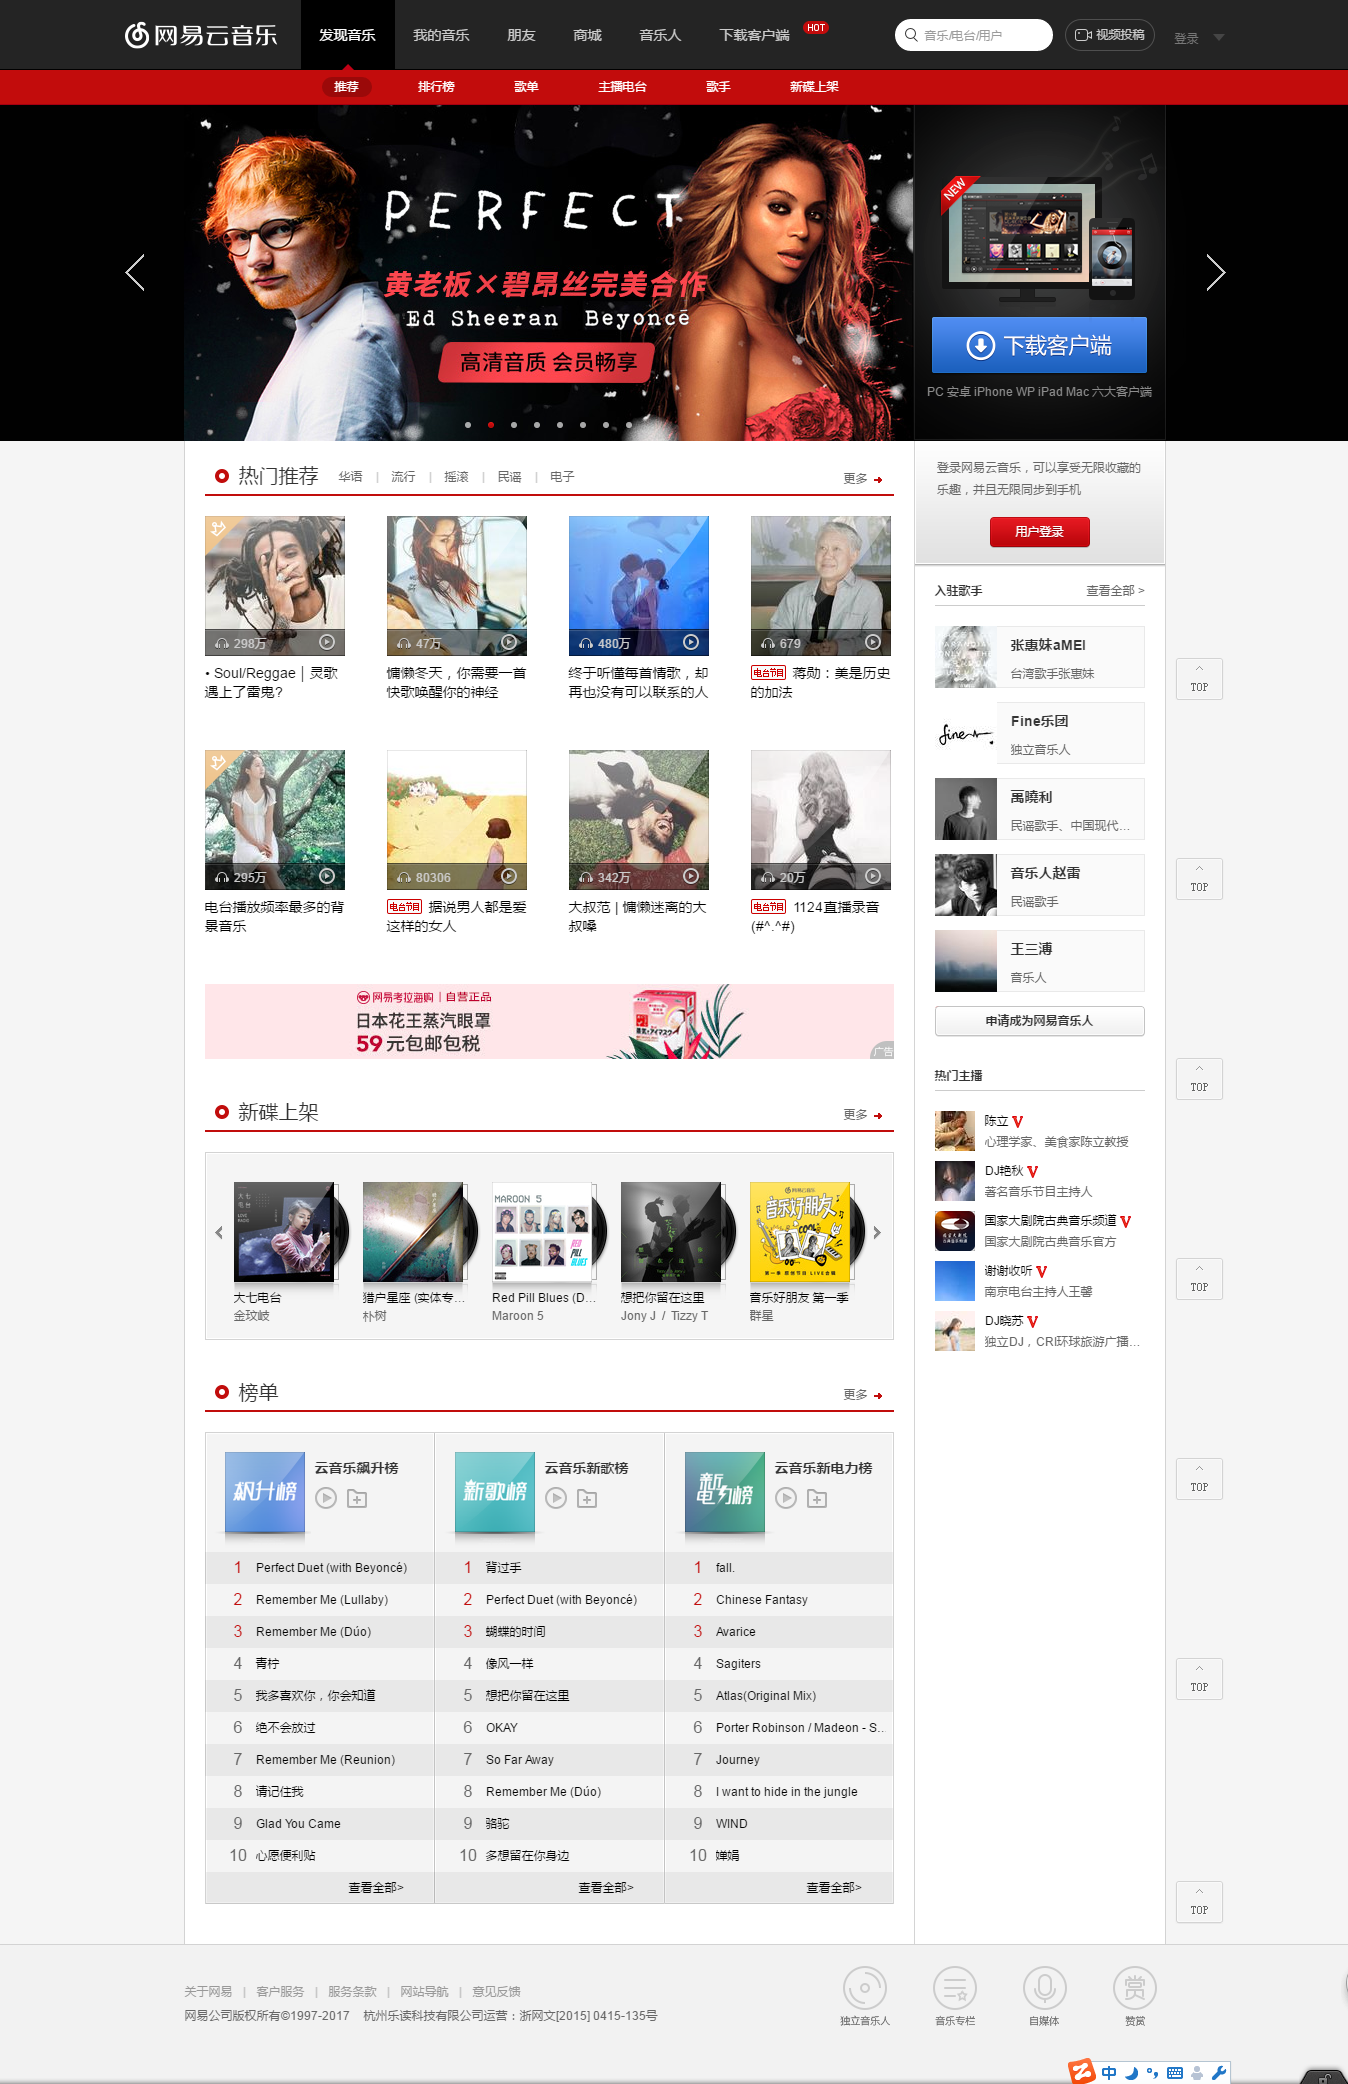 网易云音乐
发现音乐 我的音乐 朋友 商城 音乐人 下载客户端 HOT
音乐/电台/用户 视频投稿 登录
推荐 排行榜 歌单 主播电台 歌手 新碟上架
PERFECT
黄老板×碧昂丝完美合作
Ed Sheeran Beyoncé
高清音质 会员畅享
NEW
下载客户端
PC 安卓 iPhone WP iPad Mac 六大客户端
热门推荐 华语 | 流行 | 摇滚 | 民谣 | 电子 更多
298万 47万 480万 679
• Soul/Reggae | 灵歌遇上了雷鬼?
慵懒冬天，你需要一首快歌唤醒你的神经
终于听懂每首情歌，却再也没有可以联系的人
电台节目 蒋勋：美是历史的加法
295万 80306 342万 20万
电台播放频率最多的背景音乐
电台节目 据说男人都是爱这样的女人
大叔范 | 慵懒迷离的大叔嗓
电台节目 1124直播录音(#^.^#)
网易考拉海购 | 自营正品
日本花王蒸汽眼罩
59元包邮包税
广告
新碟上架 更多
MAROON 5
RED PILL BLUES
音乐好朋友
大七电台
金玟岐
猎户星座 (实体专...
朴树
Red Pill Blues (D...
Maroon 5
想把你留在这里
Jony J / Tizzy T
音乐好朋友 第一季
群星
榜单 更多
飙升榜 云音乐飙升榜
1 Perfect Duet (with Beyoncé)
2 Remember Me (Lullaby)
3 Remember Me (Dúo)
4 青柠
5 我多喜欢你，你会知道
6 绝不会放过
7 Remember Me (Reunion)
8 请记住我
9 Glad You Came
10 心愿便利贴
查看全部>
新歌榜 云音乐新歌榜
1 背过手
2 Perfect Duet (with Beyoncé)
3 蝴蝶的时间
4 像风一样
5 想把你留在这里
6 OKAY
7 So Far Away
8 Remember Me (Dúo)
9 骆驼
10 多想留在你身边
查看全部>
新电力榜 云音乐新电力榜
1 fall.
2 Chinese Fantasy
3 Avarice
4 Sagiters
5 Atlas(Original Mix)
6 Porter Robinson / Madeon - S...
7 Journey
8 I want to hide in the jungle
9 WIND
10 婵娟
查看全部>
登录网易云音乐，可以享受无限收藏的
乐趣，并且无限同步到手机
用户登录
入驻歌手 查看全部 >
张惠妹aMEI
台湾歌手张惠妹
Fine乐团
独立音乐人
萬曉利
民谣歌手、中国现代...
音乐人赵雷
民谣歌手
王三溥
音乐人
申请成为网易音乐人
热门主播
陈立
心理学家、美食家陈立教授
DJ艳秋
著名音乐节目主持人
国家大剧院古典音乐频道
国家大剧院古典音乐官方
谢谢收听
南京电台主持人王馨
DJ晓苏
独立DJ，CRI环球旅游广播...
TOP
TOP
TOP
TOP
TOP
TOP
TOP
关于网易 | 客户服务 | 服务条款 | 网站导航 | 意见反馈
网易公司版权所有©1997-2017 杭州乐读科技有限公司运营：浙网文[2015] 0415-135号
独立音乐人 音乐专栏 自媒体 赏 赞赏
中